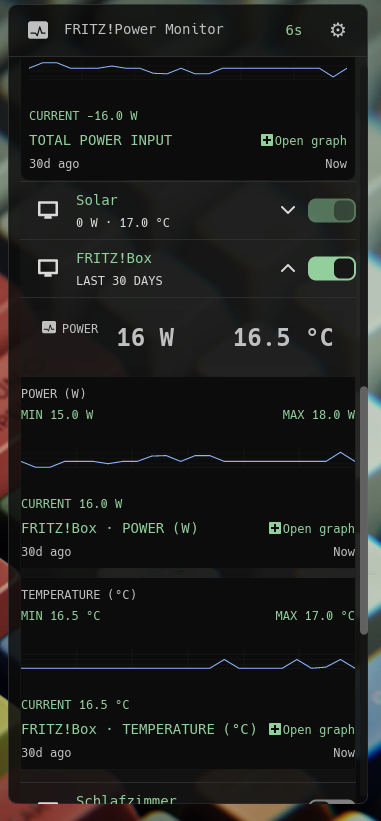 FRITZ!Power Monitor 6s
CURRENT -16.0 W
TOTAL POWER INPUT Open graph
30d ago Now
Solar
0 W · 17.0 °C
FRITZ!Box
LAST 30 DAYS
POWER 16 W 16.5 °C
POWER (W)
MIN 15.0 W MAX 18.0 W
CURRENT 16.0 W
FRITZ!Box · POWER (W) Open graph
30d ago Now
TEMPERATURE (°C)
MIN 16.5 °C MAX 17.0 °C
CURRENT 16.5 °C
FRITZ!Box · TEMPERATURE (°C) Open graph
30d ago Now
Schlafzimmer